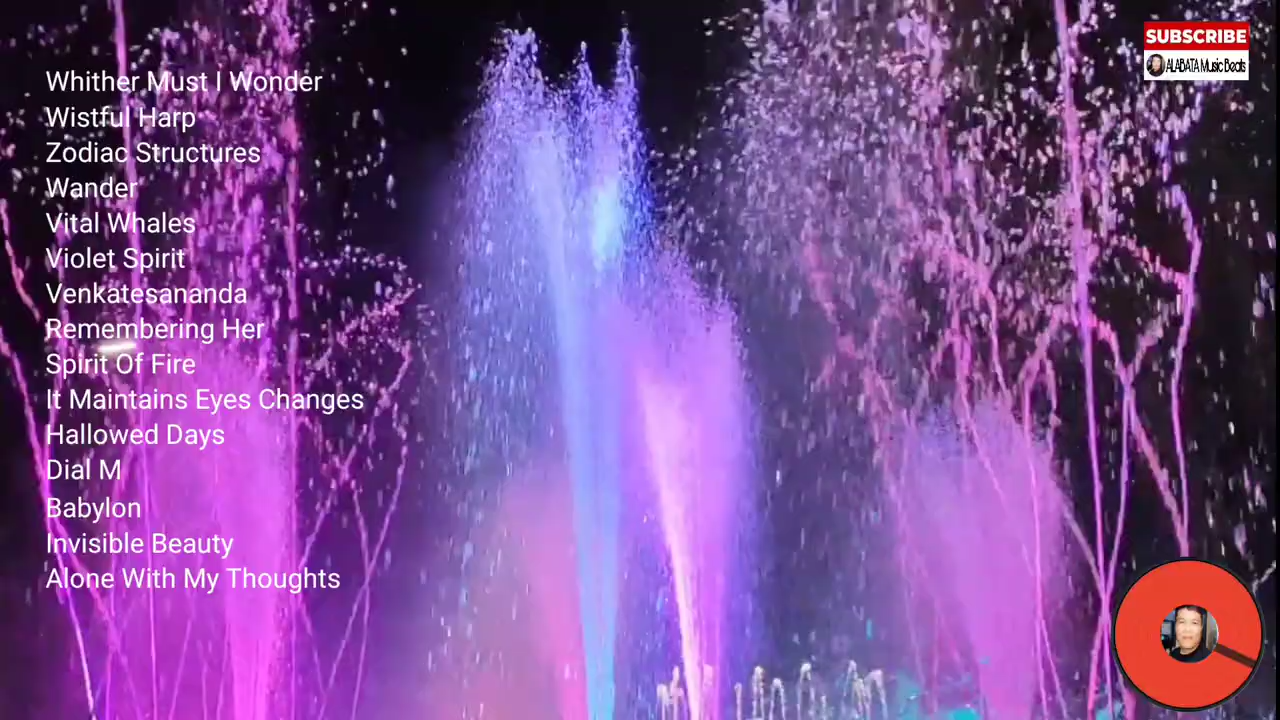 Whither Must I Wonder
Wistful Harp
Zodiac Structures
Wander
Vital Whales
Violet Spirit
Venkatesananda
Remembering Her
Spirit Of Fire
It Maintains Eyes Changes
Hallowed Days
Dial M
Babylon
Invisible Beauty
Alone With My Thoughts
SUBSCRIBE
ALABATA Music Beats